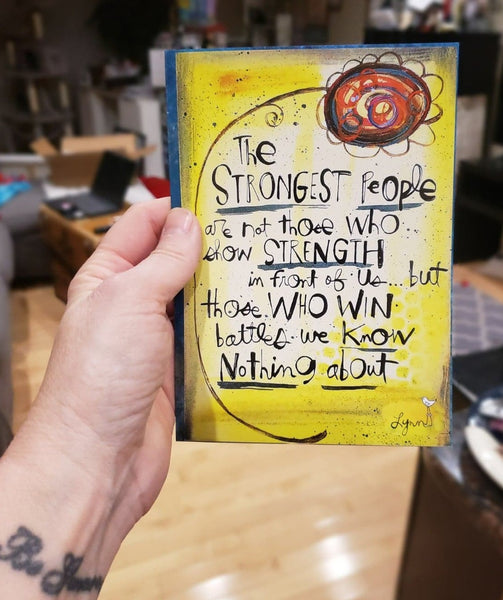 The
STRONGEST People
are not those WHO
show STRENGTH
in front of us... but
those WHO WIN
battles we KNOW
NOTHING about
Lynn
Be